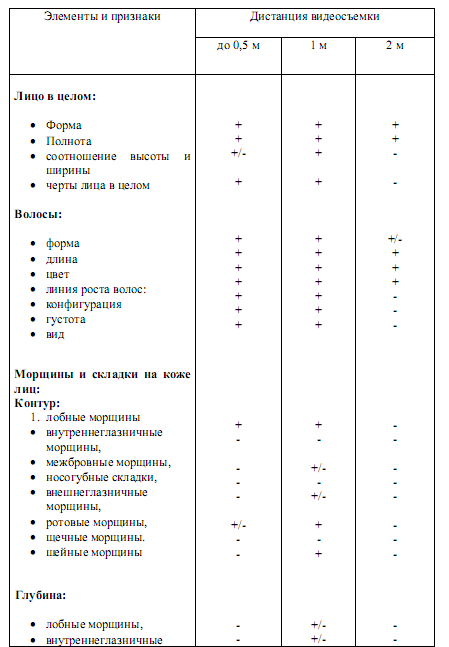 Элементы и признаки Дистанция видеосъемки
до 0,5 м 1 м 2 м
Лицо в целом:
• Форма + + +
• Полнота + + +
• соотношение высоты и +/- + -
ширины
• черты лица в целом + + -
Волосы:
• форма + + +/-
• длина + + +
• цвет + + +
• линия роста волос: + + +
• конфигурация + + -
• густота + + -
• вид + + -
Морщины и складки на коже
лиц:
Контур:
1. лобные морщины + + -
• внутреннеглазничные - - -
морщины,
• межбровные морщины, - +/- -
• носогубные складки, - - -
• внешнеглазничные - +/- -
морщины,
• ротовые морщины, +/- + -
• щечные морщины. - - -
• шейные морщины - + -
Глубина:
• лобные морщины, - +/- -
• внутреннеглазничные - +/- -